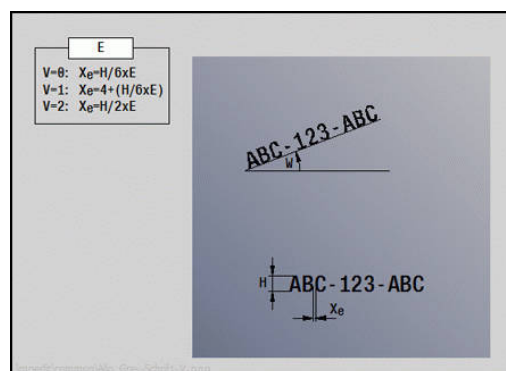 E
V=0: Xe=H/6xE
V=1: Xe=4+(H/6xE)
V=2: Xe=H/2xE
ABC-123-ABC
W
H
ABC-123-ABC
Xe